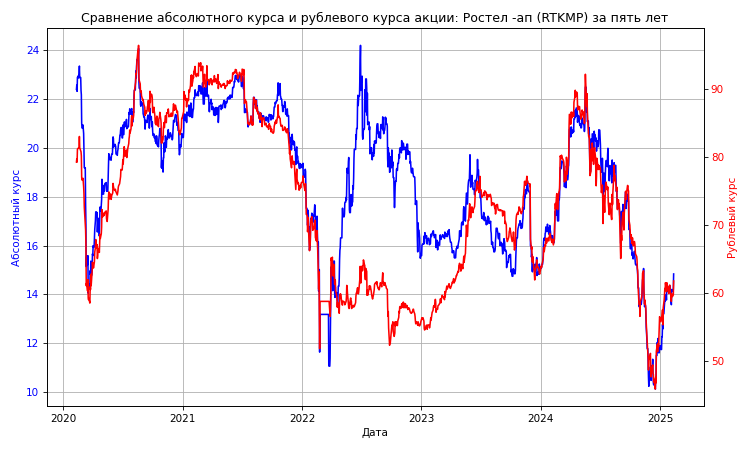 Сравнение абсолютного курса и рублевого курса акции: Ростел -ап (RTKMP) за пять лет
24
22
20
18
16
14
12
10
Абсолютный курс
90
80
70
60
50
Рублевый курс
2020 2021 2022 2023 2024 2025
Дата